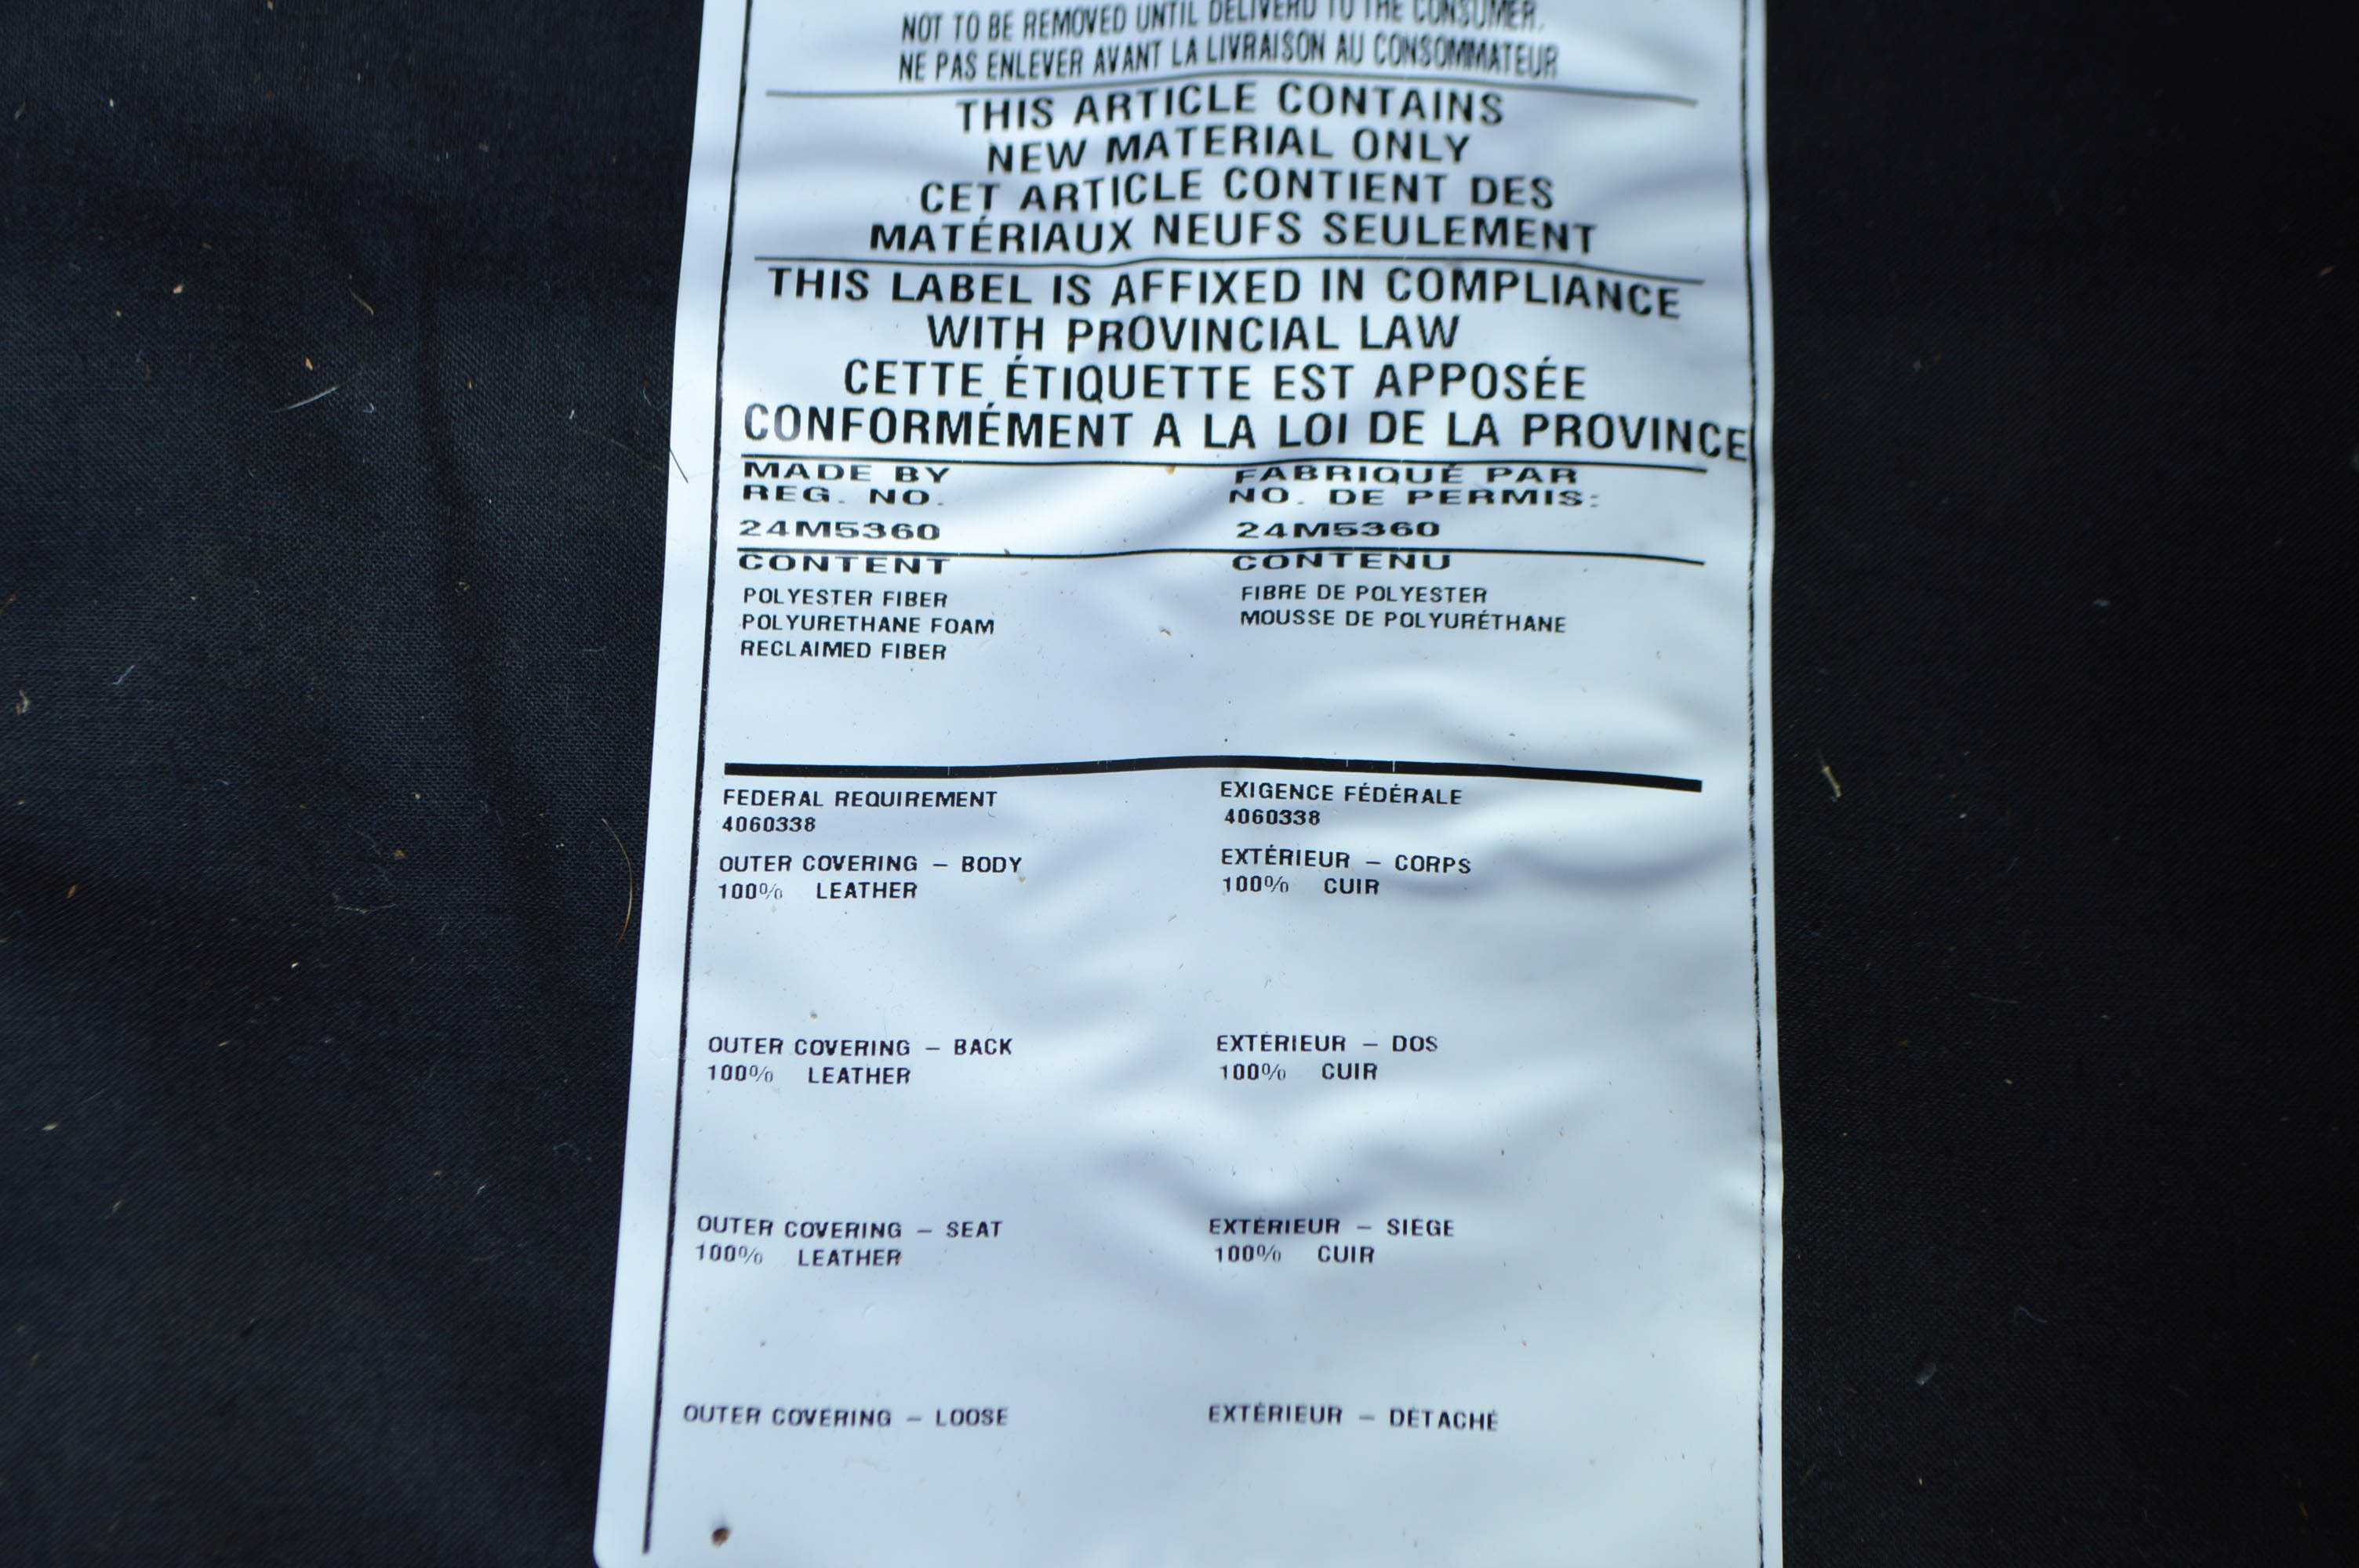 NOT TO BE REMOVED UNTIL DELIVERD TO THE CONSUMER.
NE PAS ENLEVER AVANT LA LIVRAISON AU CONSOMMATEUR
THIS ARTICLE CONTAINS
NEW MATERIAL ONLY
CET ARTICLE CONTIENT DES
MATÉRIAUX NEUFS SEULEMENT
THIS LABEL IS AFFIXED IN COMPLIANCE
WITH PROVINCIAL LAW
CETTE ÉTIQUETTE EST APPOSÉE
CONFORMÉMENT A LA LOI DE LA PROVINCE
MADE BY
REG. NO.
24M5360
FABRIQUÉ PAR
NO. DE PERMIS:
24M5360
CONTENT
POLYESTER FIBER
POLYURETHANE FOAM
RECLAIMED FIBER
CONTENU
FIBRE DE POLYESTER
MOUSSE DE POLYURÉTHANE
FEDERAL REQUIREMENT
4060338
EXIGENCE FÉDÉRALE
4060338
OUTER COVERING – BODY
100% LEATHER
EXTÉRIEUR – CORPS
100% CUIR
OUTER COVERING – BACK
100% LEATHER
EXTÉRIEUR – DOS
100% CUIR
OUTER COVERING – SEAT
100% LEATHER
EXTÉRIEUR – SIÈGE
100% CUIR
OUTER COVERING – LOOSE
EXTÉRIEUR – DÉTACHÉ